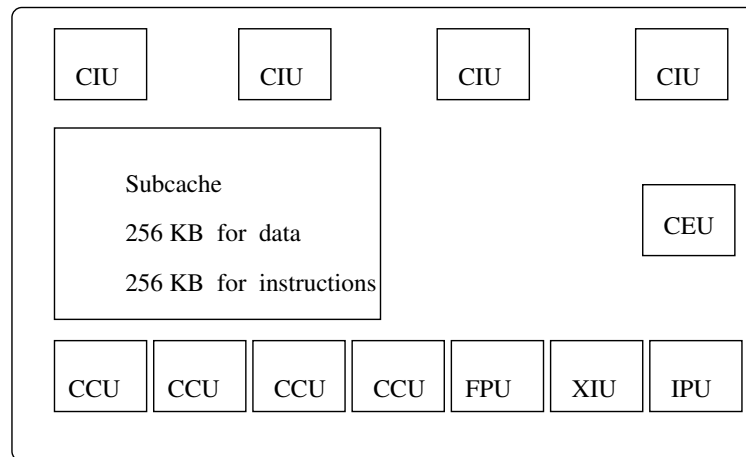 CIU CIU CIU CIU
Subcache
256 KB for data
CEU
256 KB for instructions
CCU CCU CCU CCU FPU XIU IPU